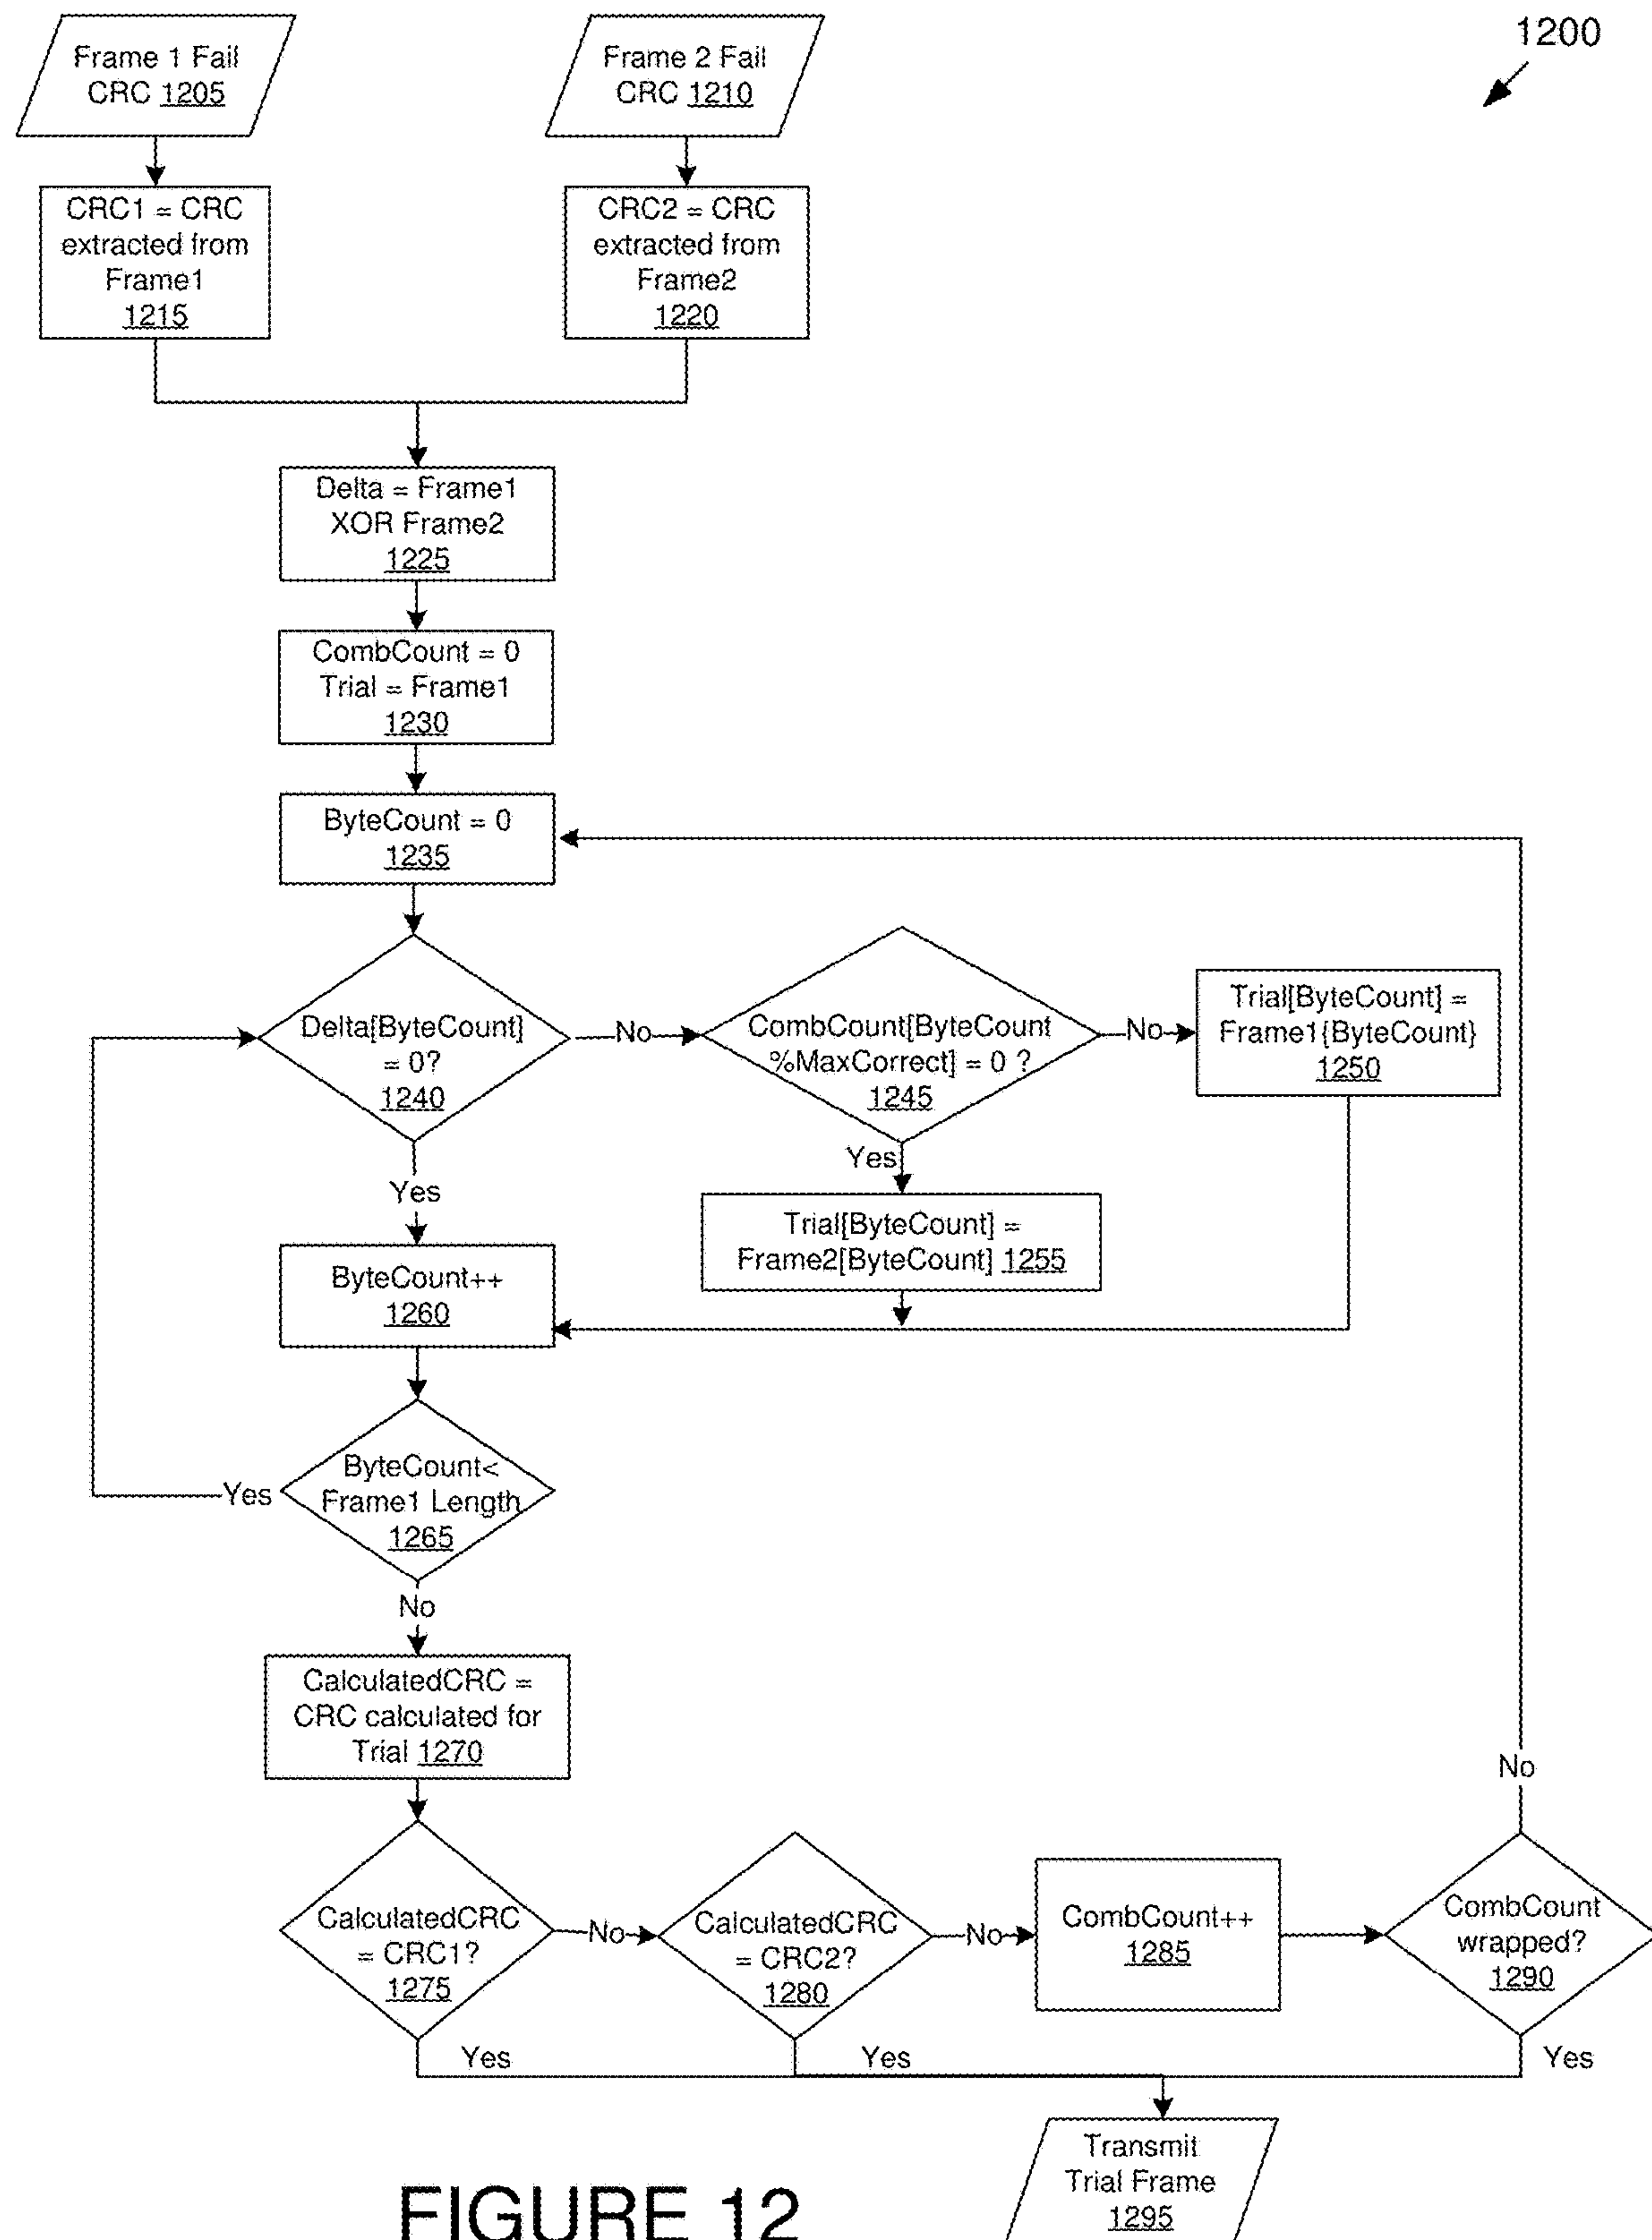 1200
Frame 1 Fail
CRC 1205
Frame 2 Fail
CRC 1210
CRC1 = CRC
extracted from
Frame1
1215
CRC2 = CRC
extracted from
Frame2
1220
Delta = Frame1
XOR Frame2
1225
CombCount = 0
Trial = Frame1
1230
ByteCount = 0
1235
Delta[ByteCount]
= 0?
1240
No
CombCount[ByteCount
%MaxCorrect] = 0 ?
1245
No
Trial[ByteCount] =
Frame1{ByteCount}
1250
Yes
Yes
Trial[ByteCount] =
Frame2[ByteCount] 1255
ByteCount++
1260
ByteCount<
Frame1 Length
1265
Yes
No
CalculatedCRC =
CRC calculated for
Trial 1270
CalculatedCRC
= CRC1?
1275
No
CalculatedCRC
= CRC2?
1280
No
CombCount++
1285
CombCount
wrapped?
1290
No
Yes
Yes
Yes
Transmit
Trial Frame
1295
FIGURE 12